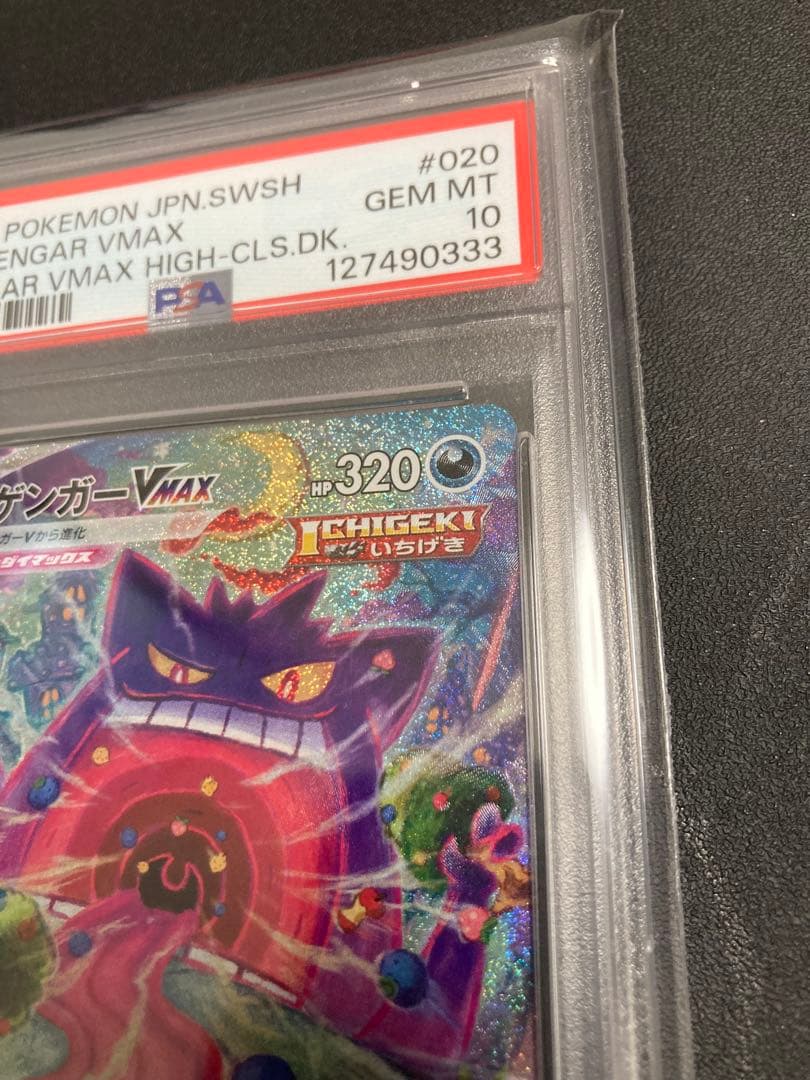 POKEMON JPN.SWSH #020
ENGAR VMAX GEM MT
AR VMAX HIGH-CLS.DK. 10
127490333
PSA
ゲンガーVMAX HP320
ガーVから進化
ダイマックス
ICHIGEKI
いちげき